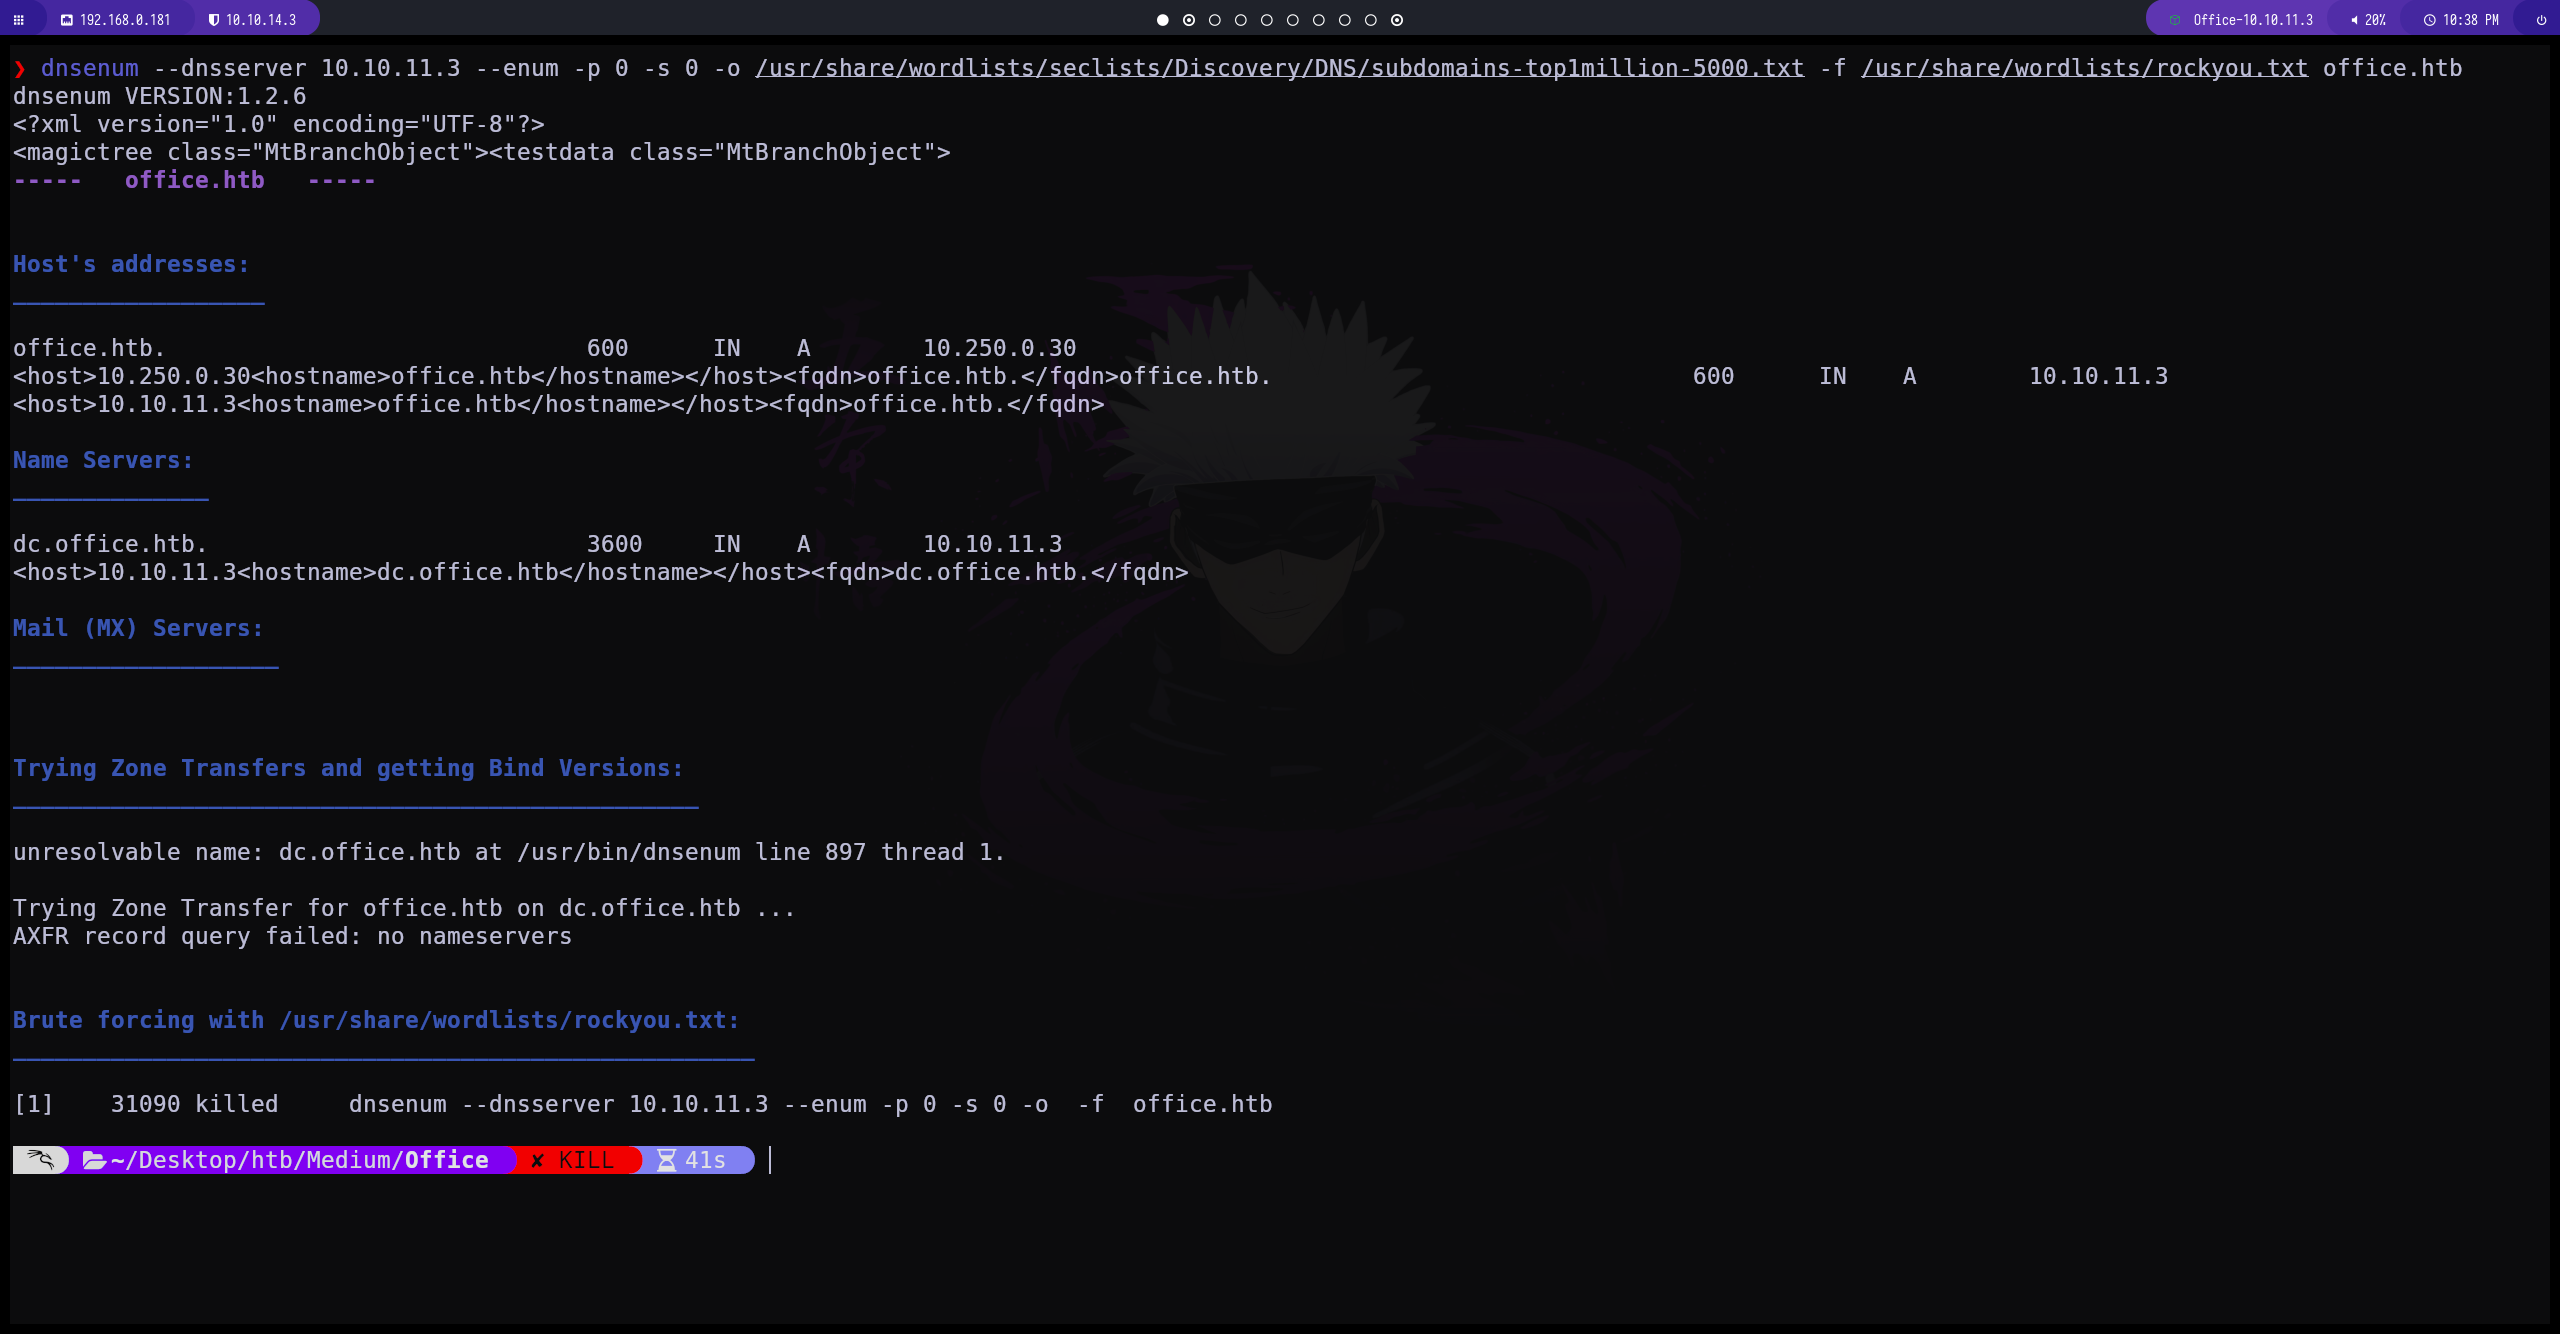 192.168.0.181 10.10.14.3 Office-10.10.11.3 20% 10:38 PM
❯ dnsenum --dnsserver 10.10.11.3 --enum -p 0 -s 0 -o /usr/share/wordlists/seclists/Discovery/DNS/subdomains-top1million-5000.txt -f /usr/share/wordlists/rockyou.txt office.htb
dnsenum VERSION:1.2.6
<?xml version="1.0" encoding="UTF-8"?>
<magictree class="MtBranchObject"><testdata class="MtBranchObject">
-----   office.htb   -----
Host's addresses:
__________________
office.htb.                              600      IN    A        10.250.0.30
<host>10.250.0.30<hostname>office.htb</hostname></host><fqdn>office.htb.</fqdn>office.htb.                              600      IN    A        10.10.11.3
<host>10.10.11.3<hostname>office.htb</hostname></host><fqdn>office.htb.</fqdn>
Name Servers:
______________
dc.office.htb.                           3600     IN    A        10.10.11.3
<host>10.10.11.3<hostname>dc.office.htb</hostname></host><fqdn>dc.office.htb.</fqdn>
Mail (MX) Servers:
___________________
Trying Zone Transfers and getting Bind Versions:
_________________________________________________
unresolvable name: dc.office.htb at /usr/bin/dnsenum line 897 thread 1.
Trying Zone Transfer for office.htb on dc.office.htb ...
AXFR record query failed: no nameservers
Brute forcing with /usr/share/wordlists/rockyou.txt:
_____________________________________________________
[1]    31090 killed     dnsenum --dnsserver 10.10.11.3 --enum -p 0 -s 0 -o  -f  office.htb
~/Desktop/htb/Medium/Office ✘ KILL 41s